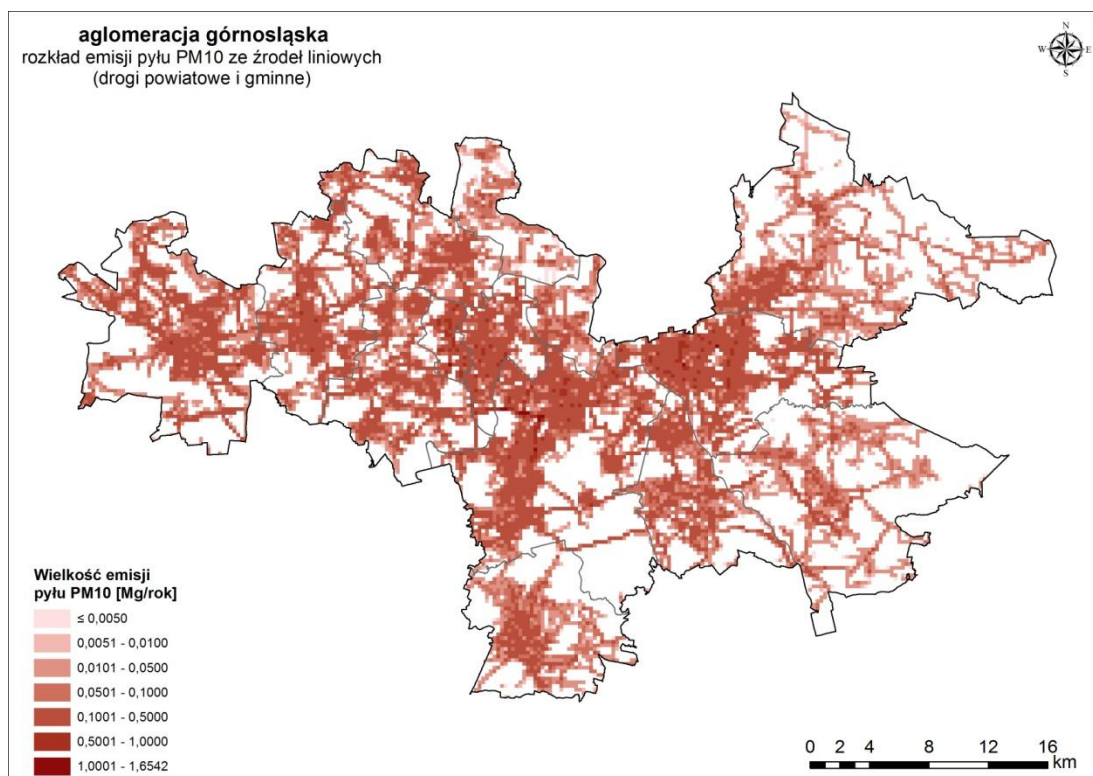 aglomeracja górnośląska
rozkład emisji pyłu PM10 ze źrodeł liniowych
(drogi powiatowe i gminne)
N
W E
S
Wielkość emisji
pyłu PM10 [Mg/rok]
≤ 0,0050
0,0051 - 0,0100
0,0101 - 0,0500
0,0501 - 0,1000
0,1001 - 0,5000
0,5001 - 1,0000
1,0001 - 1,6542
0 2 4 8 12 16
km